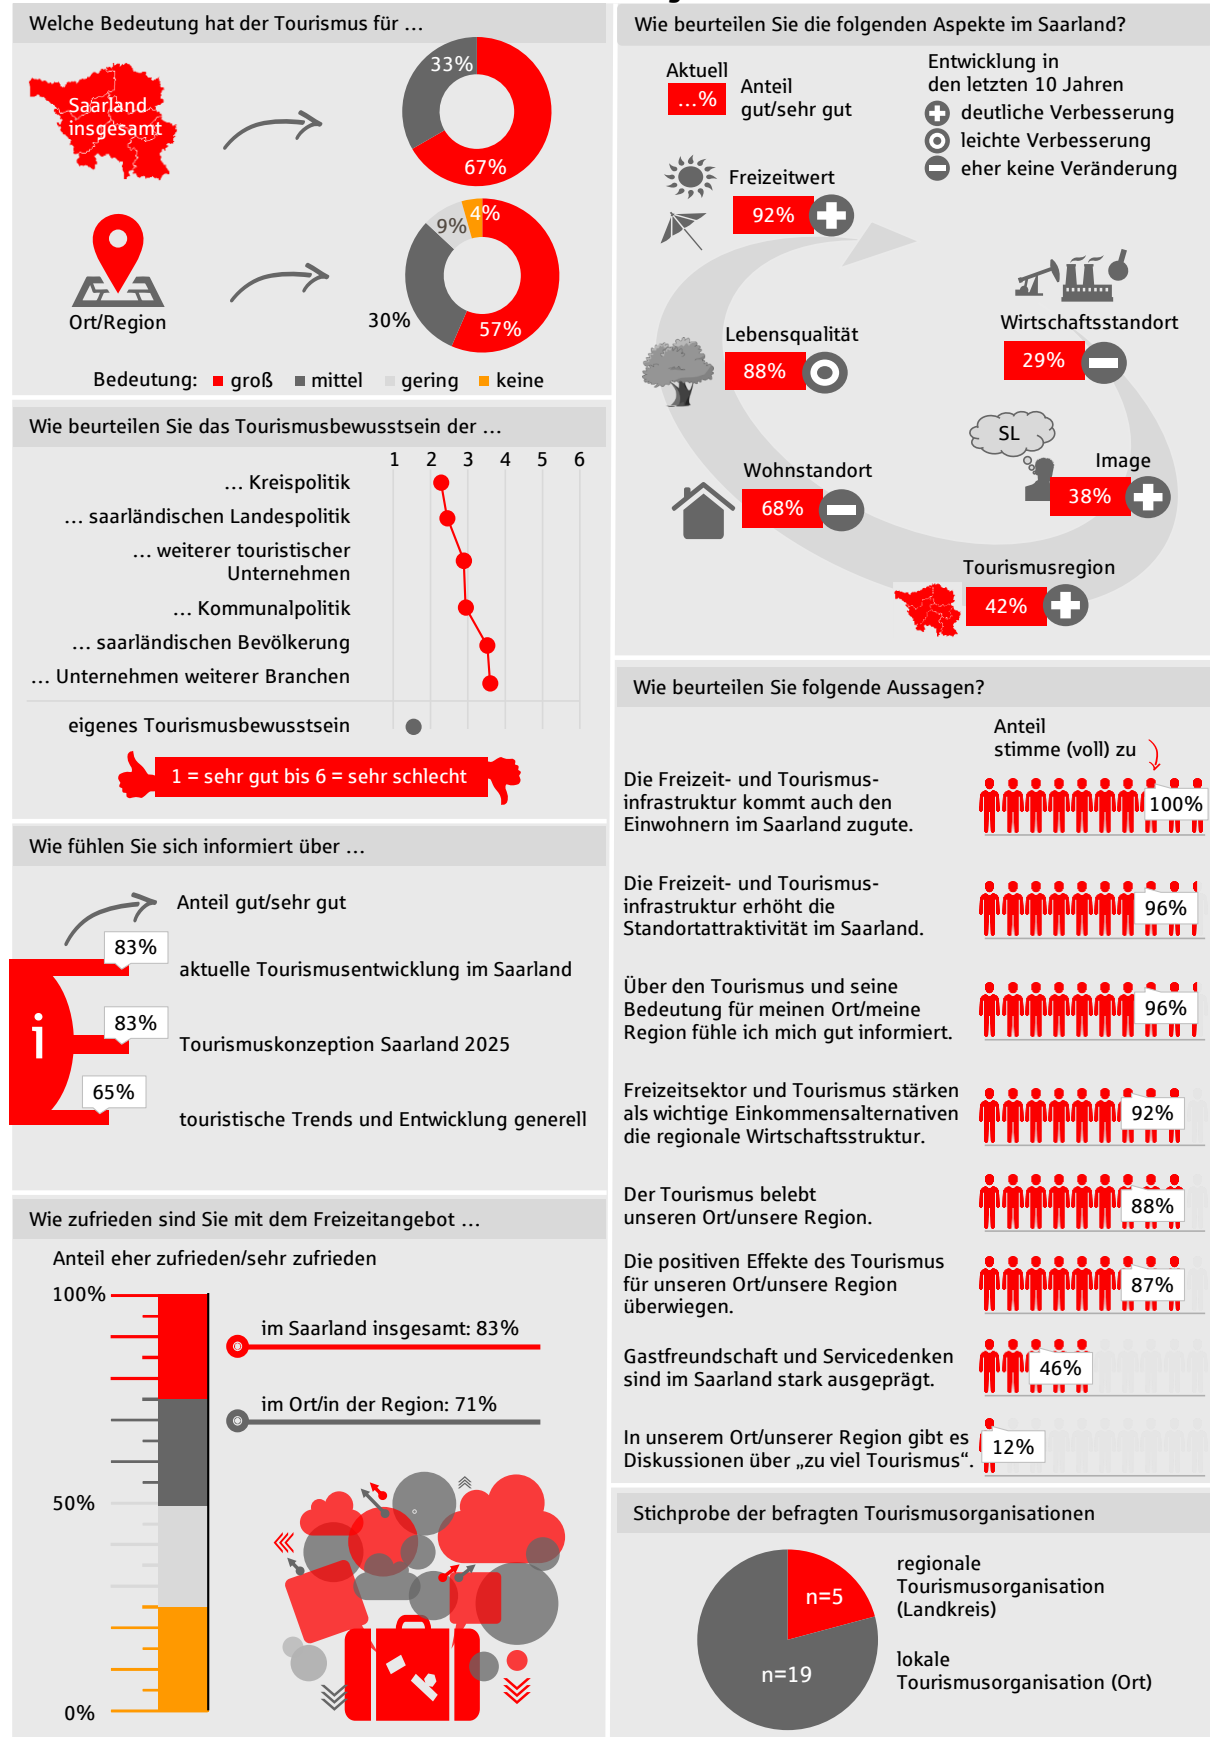 Welche Bedeutung hat der Tourismus für …
Saarland
insgesamt
33%
67%
Ort/Region
9%
4%
30%
57%
Bedeutung: groß mittel gering keine
Wie beurteilen Sie das Tourismusbewusstsein der …
1 2 3 4 5 6
… Kreispolitik
… saarländischen Landespolitik
… weiterer touristischer
Unternehmen
… Kommunalpolitik
… saarländischen Bevölkerung
… Unternehmen weiterer Branchen
eigenes Tourismusbewusstsein
1 = sehr gut bis 6 = sehr schlecht
Wie fühlen Sie sich informiert über …
Anteil gut/sehr gut
83%
aktuelle Tourismusentwicklung im Saarland
i
83%
Tourismuskonzeption Saarland 2025
65%
touristische Trends und Entwicklung generell
Wie zufrieden sind Sie mit dem Freizeitangebot …
Anteil eher zufrieden/sehr zufrieden
100%
im Saarland insgesamt: 83%
im Ort/in der Region: 71%
50%
0%
Wie beurteilen Sie die folgenden Aspekte im Saarland?
Aktuell
…%
Anteil
gut/sehr gut
Entwicklung in
den letzten 10 Jahren
deutliche Verbesserung
leichte Verbesserung
eher keine Veränderung
Freizeitwert
92%
Wirtschaftsstandort
29%
Lebensqualität
88%
SL
Image
38%
Wohnstandort
68%
Tourismusregion
42%
Wie beurteilen Sie folgende Aussagen?
Anteil
stimme (voll) zu
Die Freizeit- und Tourismus-
infrastruktur kommt auch den
Einwohnern im Saarland zugute.
100%
Die Freizeit- und Tourismus-
infrastruktur erhöht die
Standortattraktivität im Saarland.
96%
Über den Tourismus und seine
Bedeutung für meinen Ort/meine
Region fühle ich mich gut informiert.
96%
Freizeitsektor und Tourismus stärken
als wichtige Einkommensalternativen
die regionale Wirtschaftsstruktur.
92%
Der Tourismus belebt
unseren Ort/unsere Region.
88%
Die positiven Effekte des Tourismus
für unseren Ort/unsere Region
überwiegen.
87%
Gastfreundschaft und Servicedenken
sind im Saarland stark ausgeprägt.
46%
In unserem Ort/unserer Region gibt es
Diskussionen über „zu viel Tourismus“.
12%
Stichprobe der befragten Tourismusorganisationen
n=5
regionale
Tourismusorganisation
(Landkreis)
n=19
lokale
Tourismusorganisation (Ort)